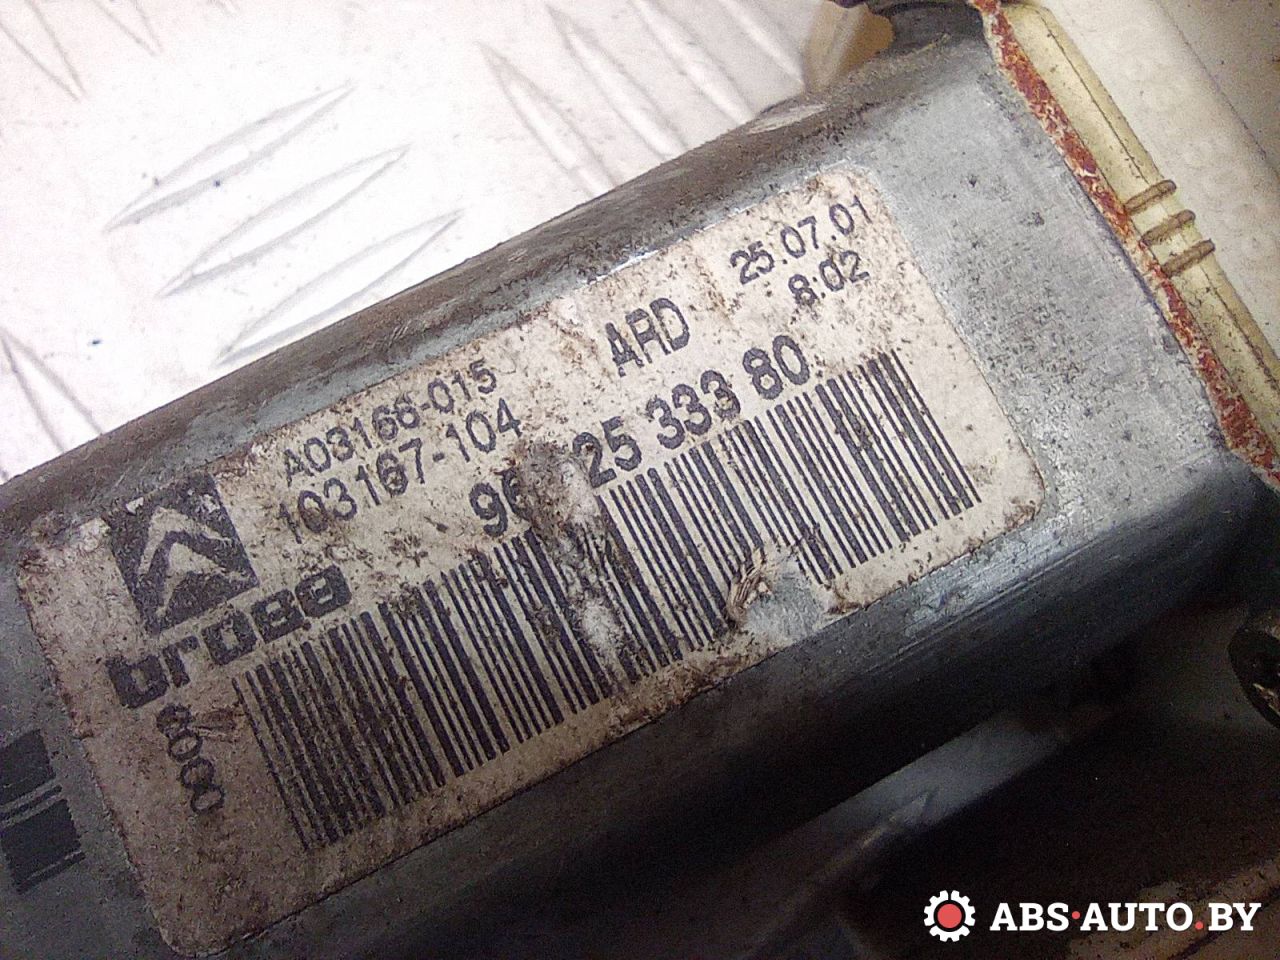 A03166-015
103167-104
ARD
25.07.01
8:02
25 333 80
brose
ABS·AUTO.BY